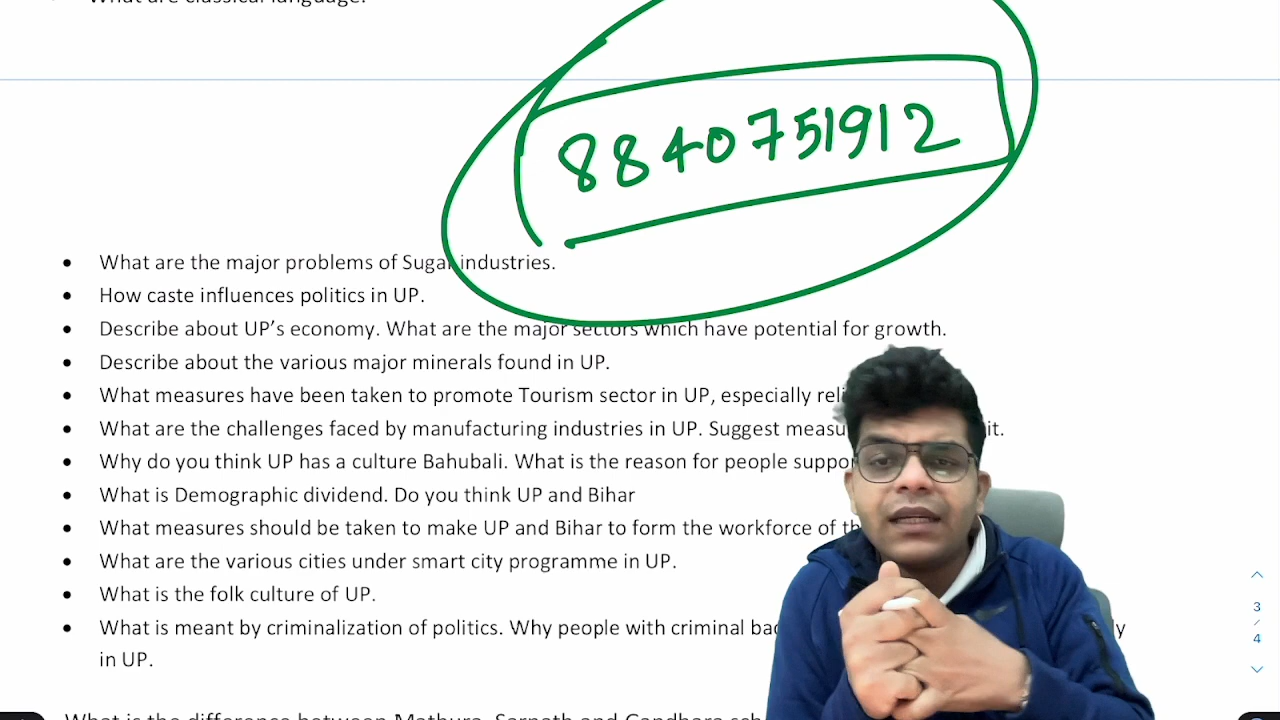 What are classical language.
8840751912
• What are the major problems of Sugar industries.
• How caste influences politics in UP.
• Describe about UP’s economy. What are the major sectors which have potential for growth.
• Describe about the various major minerals found in UP.
• What measures have been taken to promote Tourism sector in UP, especially
• What are the challenges faced by manufacturing industries in UP. Suggest it.
• Why do you think UP has a culture Bahubali. What is the reason for people
• What is Demographic dividend. Do you think UP and Bihar
• What measures should be taken to make UP and Bihar to form the workforce of
• What are the various cities under smart city programme in UP.
• What is the folk culture of UP.
• What is meant by criminalization of politics. Why people with criminal
in UP.
What is the difference between Mathura, Sarnath and Gandhara
3
/
4